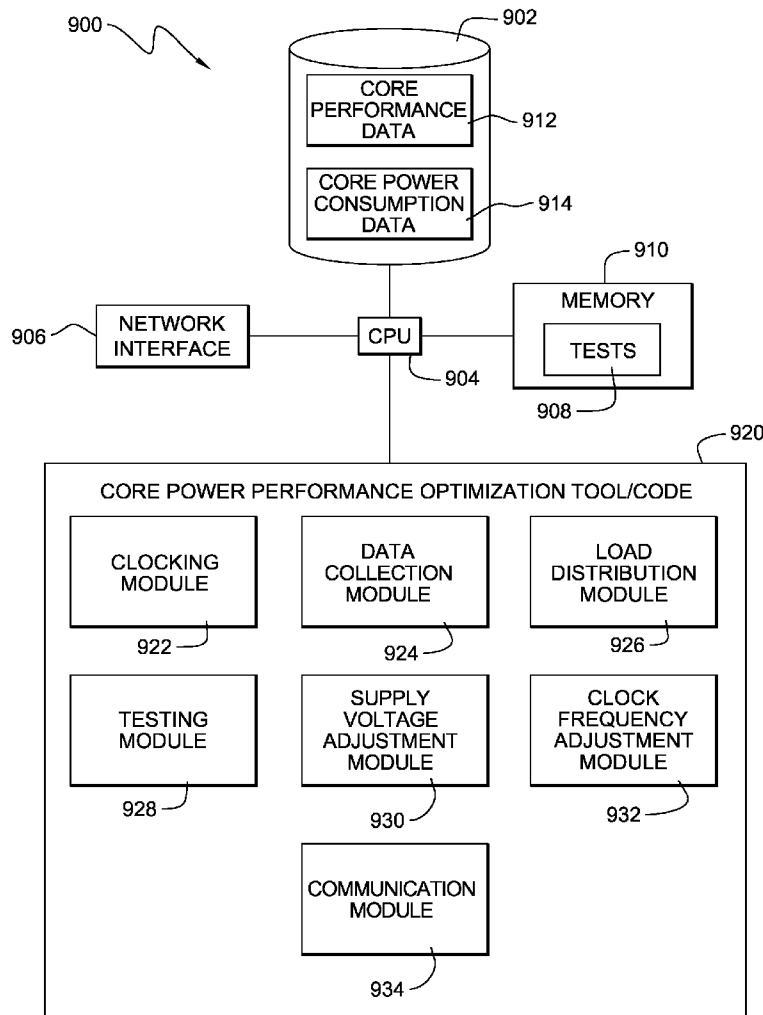 900
902
CORE
PERFORMANCE
DATA
912
CORE POWER
CONSUMPTION
DATA
914
910
MEMORY
TESTS
908
906
NETWORK
INTERFACE
CPU
904
920
CORE POWER PERFORMANCE OPTIMIZATION TOOL/CODE
CLOCKING
MODULE
922
DATA
COLLECTION
MODULE
924
LOAD
DISTRIBUTION
MODULE
926
TESTING
MODULE
928
SUPPLY
VOLTAGE
ADJUSTMENT
MODULE
930
CLOCK
FREQUENCY
ADJUSTMENT
MODULE
932
COMMUNICATION
MODULE
934